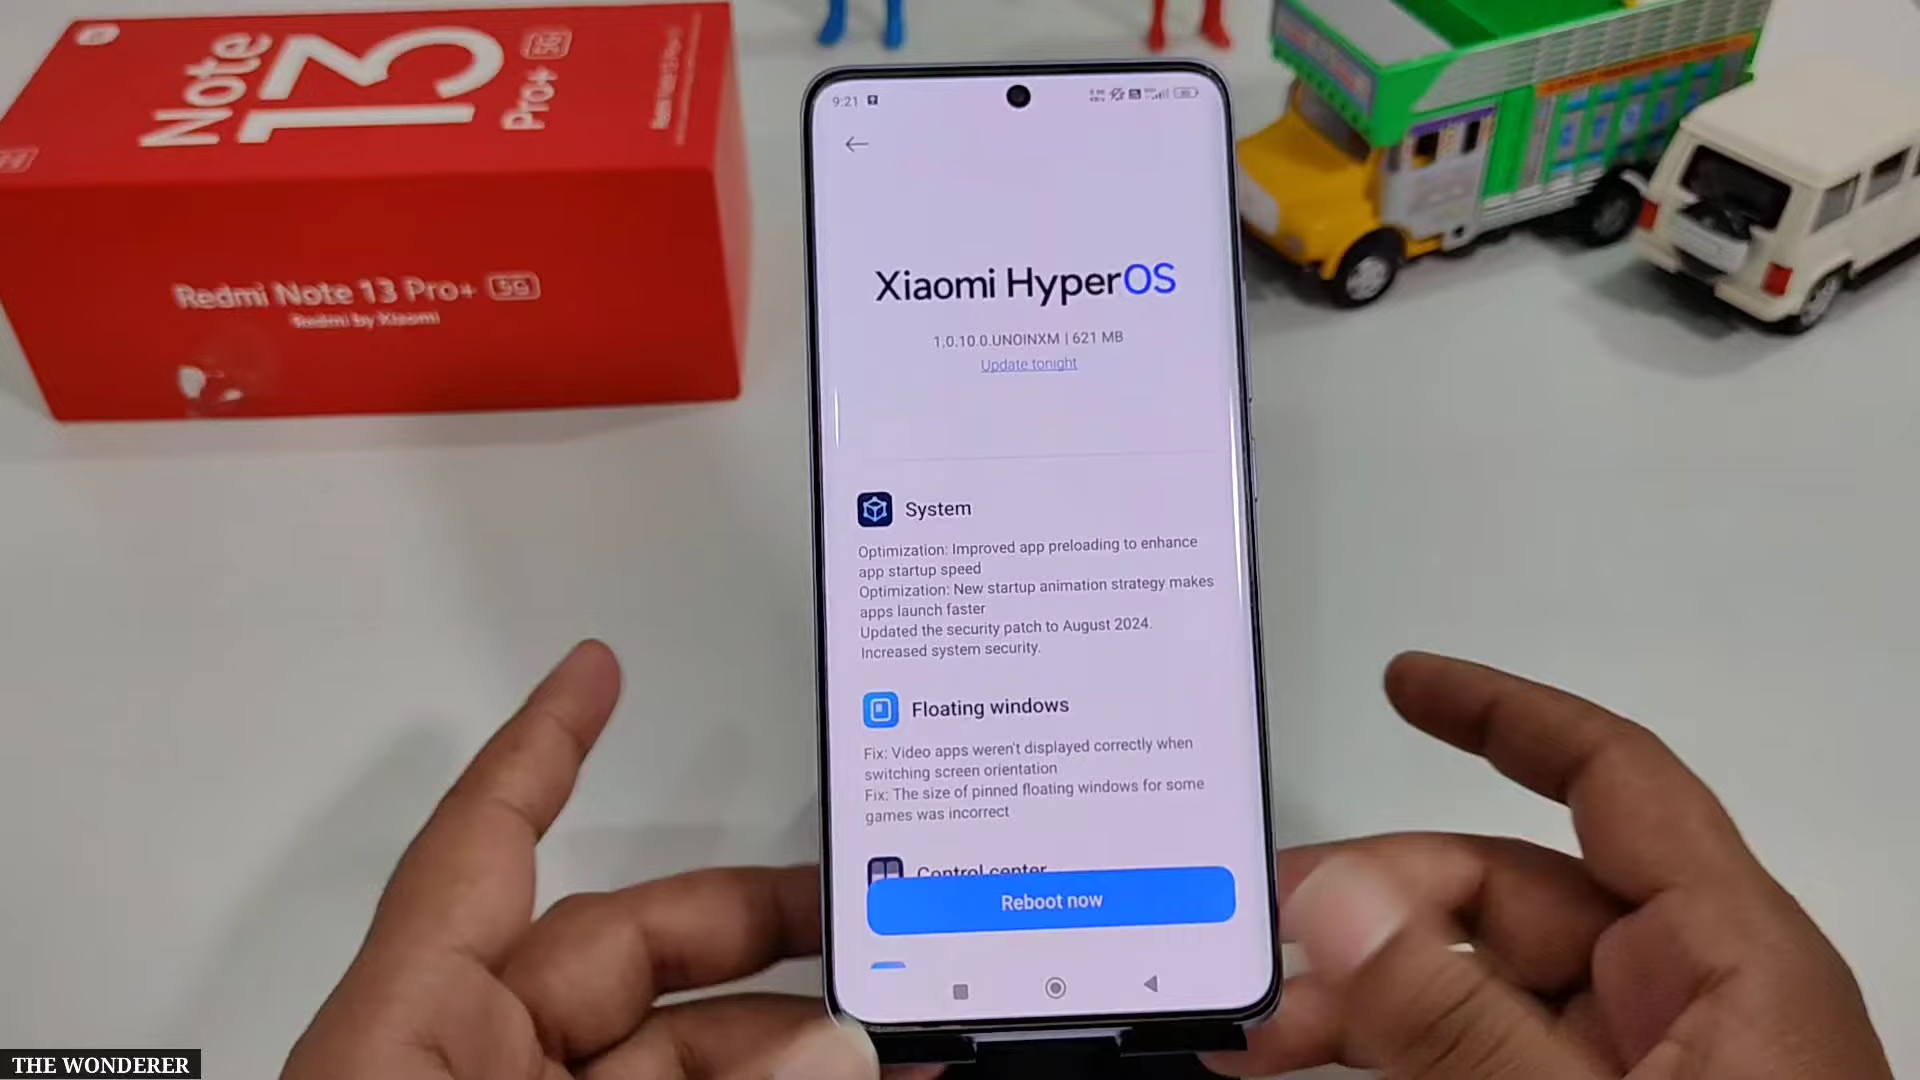 Note
13
Pro+
5G
Redmi Note 13 Pro+ 5G
Redmi by Xiaomi
9:21
Xiaomi HyperOS
1.0.10.0.UNOINXM | 621 MB
Update tonight
System
Optimization: Improved app preloading to enhance
app startup speed
Optimization: New startup animation strategy makes
apps launch faster
Updated the security patch to August 2024.
Increased system security.
Floating windows
Fix: Video apps weren't displayed correctly when
switching screen orientation
Fix: The size of pinned floating windows for some
games was incorrect
Control center
Reboot now
THE WONDERER